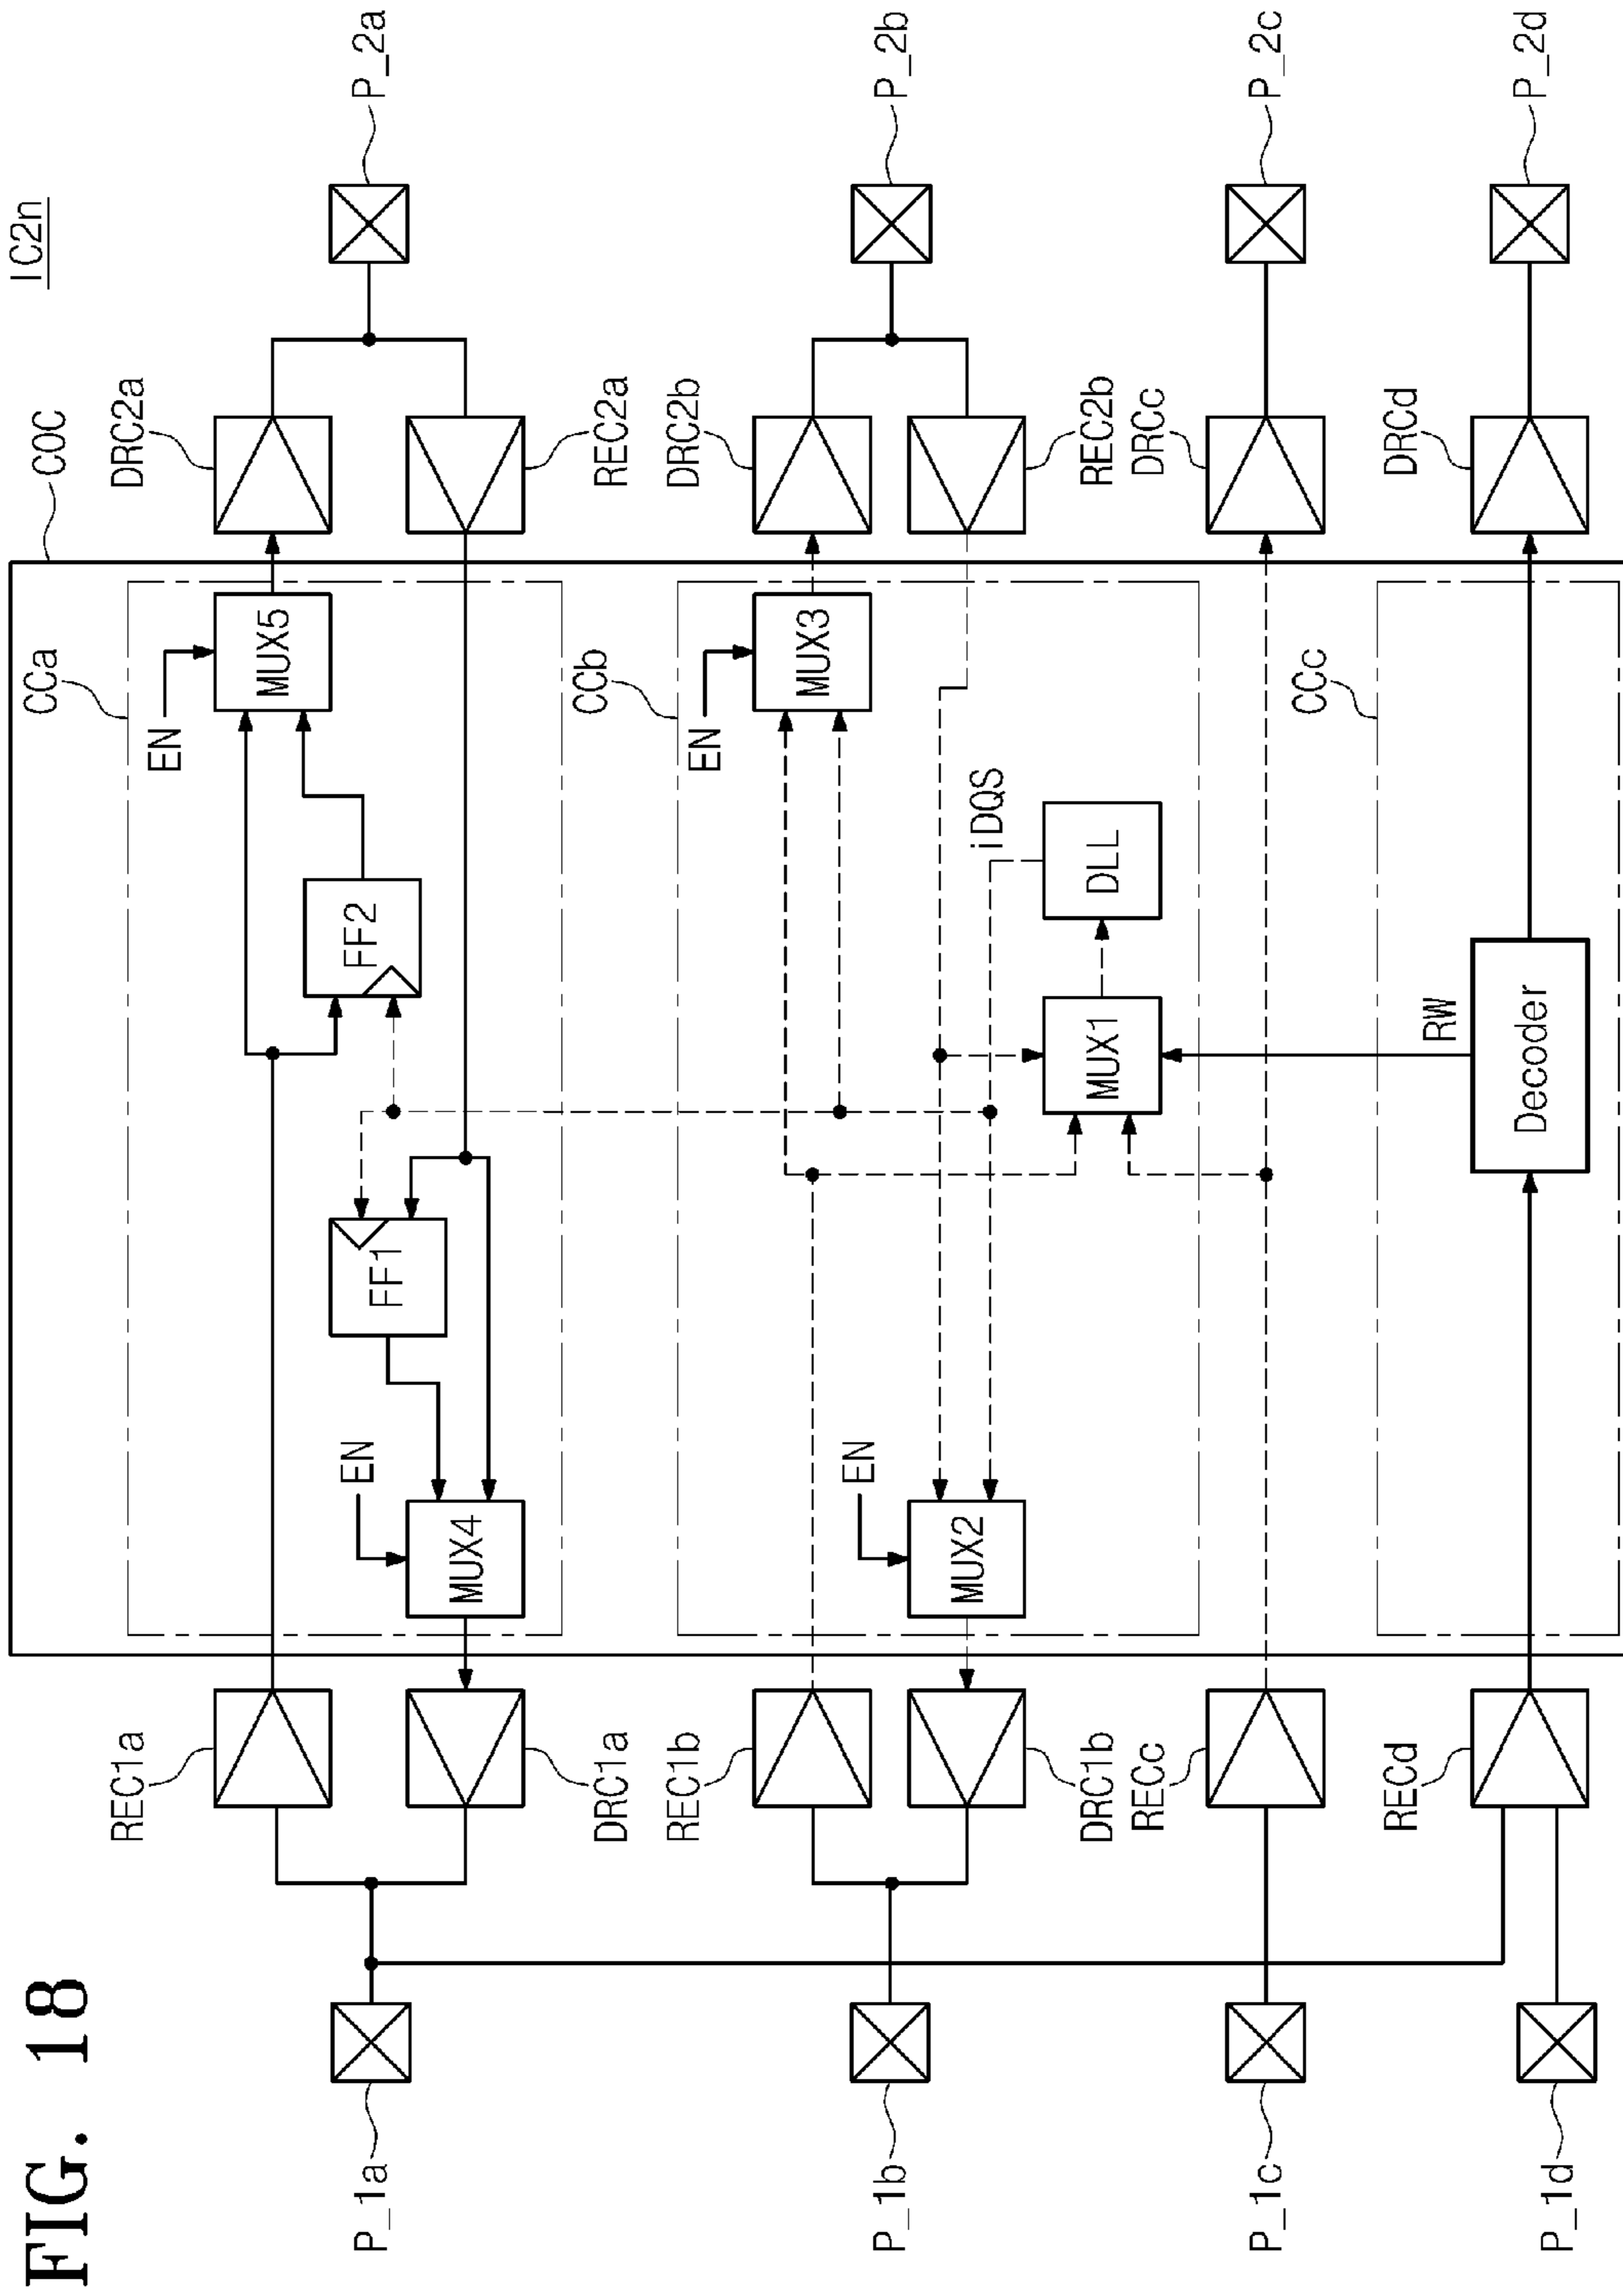 FIG. 18
IC2n
COC
CCa
EN
MUX5
EN
MUX4
FF1
FF2
REC1a
DRC1a
DRC2a
REC2a
P_1a
P_2a
CCb
EN
MUX3
EN
MUX2
iDQS
DLL
MUX1
REC1b
DRC1b
DRC2b
REC2b
P_1b
P_2b
RECc
DRCc
P_1c
P_2c
CCc
RW
Decoder
RECd
DRCd
P_1d
P_2d